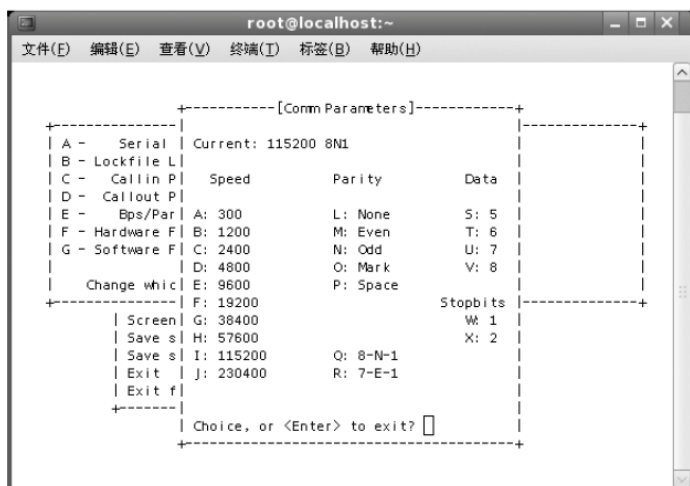 root@localhost:~
文件(F) 编辑(E) 查看(V) 终端(T) 标签(B) 帮助(H)
+-----------[Comm Parameters]------------+
+---------------| |---------------+
| A - Serial | Current: 115200 8N1 | |
| B - Lockfile L| | |
| C - Callin P| Speed Parity Data | |
| D - Callout P| | |
| E - Bps/Par| A: 300 L: None S: 5 | |
| F - Hardware F| B: 1200 M: Even T: 6 | |
| G - Software F| C: 2400 N: Odd U: 7 | |
| | D: 4800 O: Mark V: 8 | |
| Change whic| E: 9600 P: Space | |
+---------------| F: 19200 Stopbits |---------------+
| Screen| G: 38400 W: 1 |
| Save s| H: 57600 X: 2 |
| Save s| I: 115200 Q: 8-N-1 |
| Exit | J: 230400 R: 7-E-1 |
| Exit f| |
+-------| Choice, or <Enter> to exit? |
+----------------------------------------+